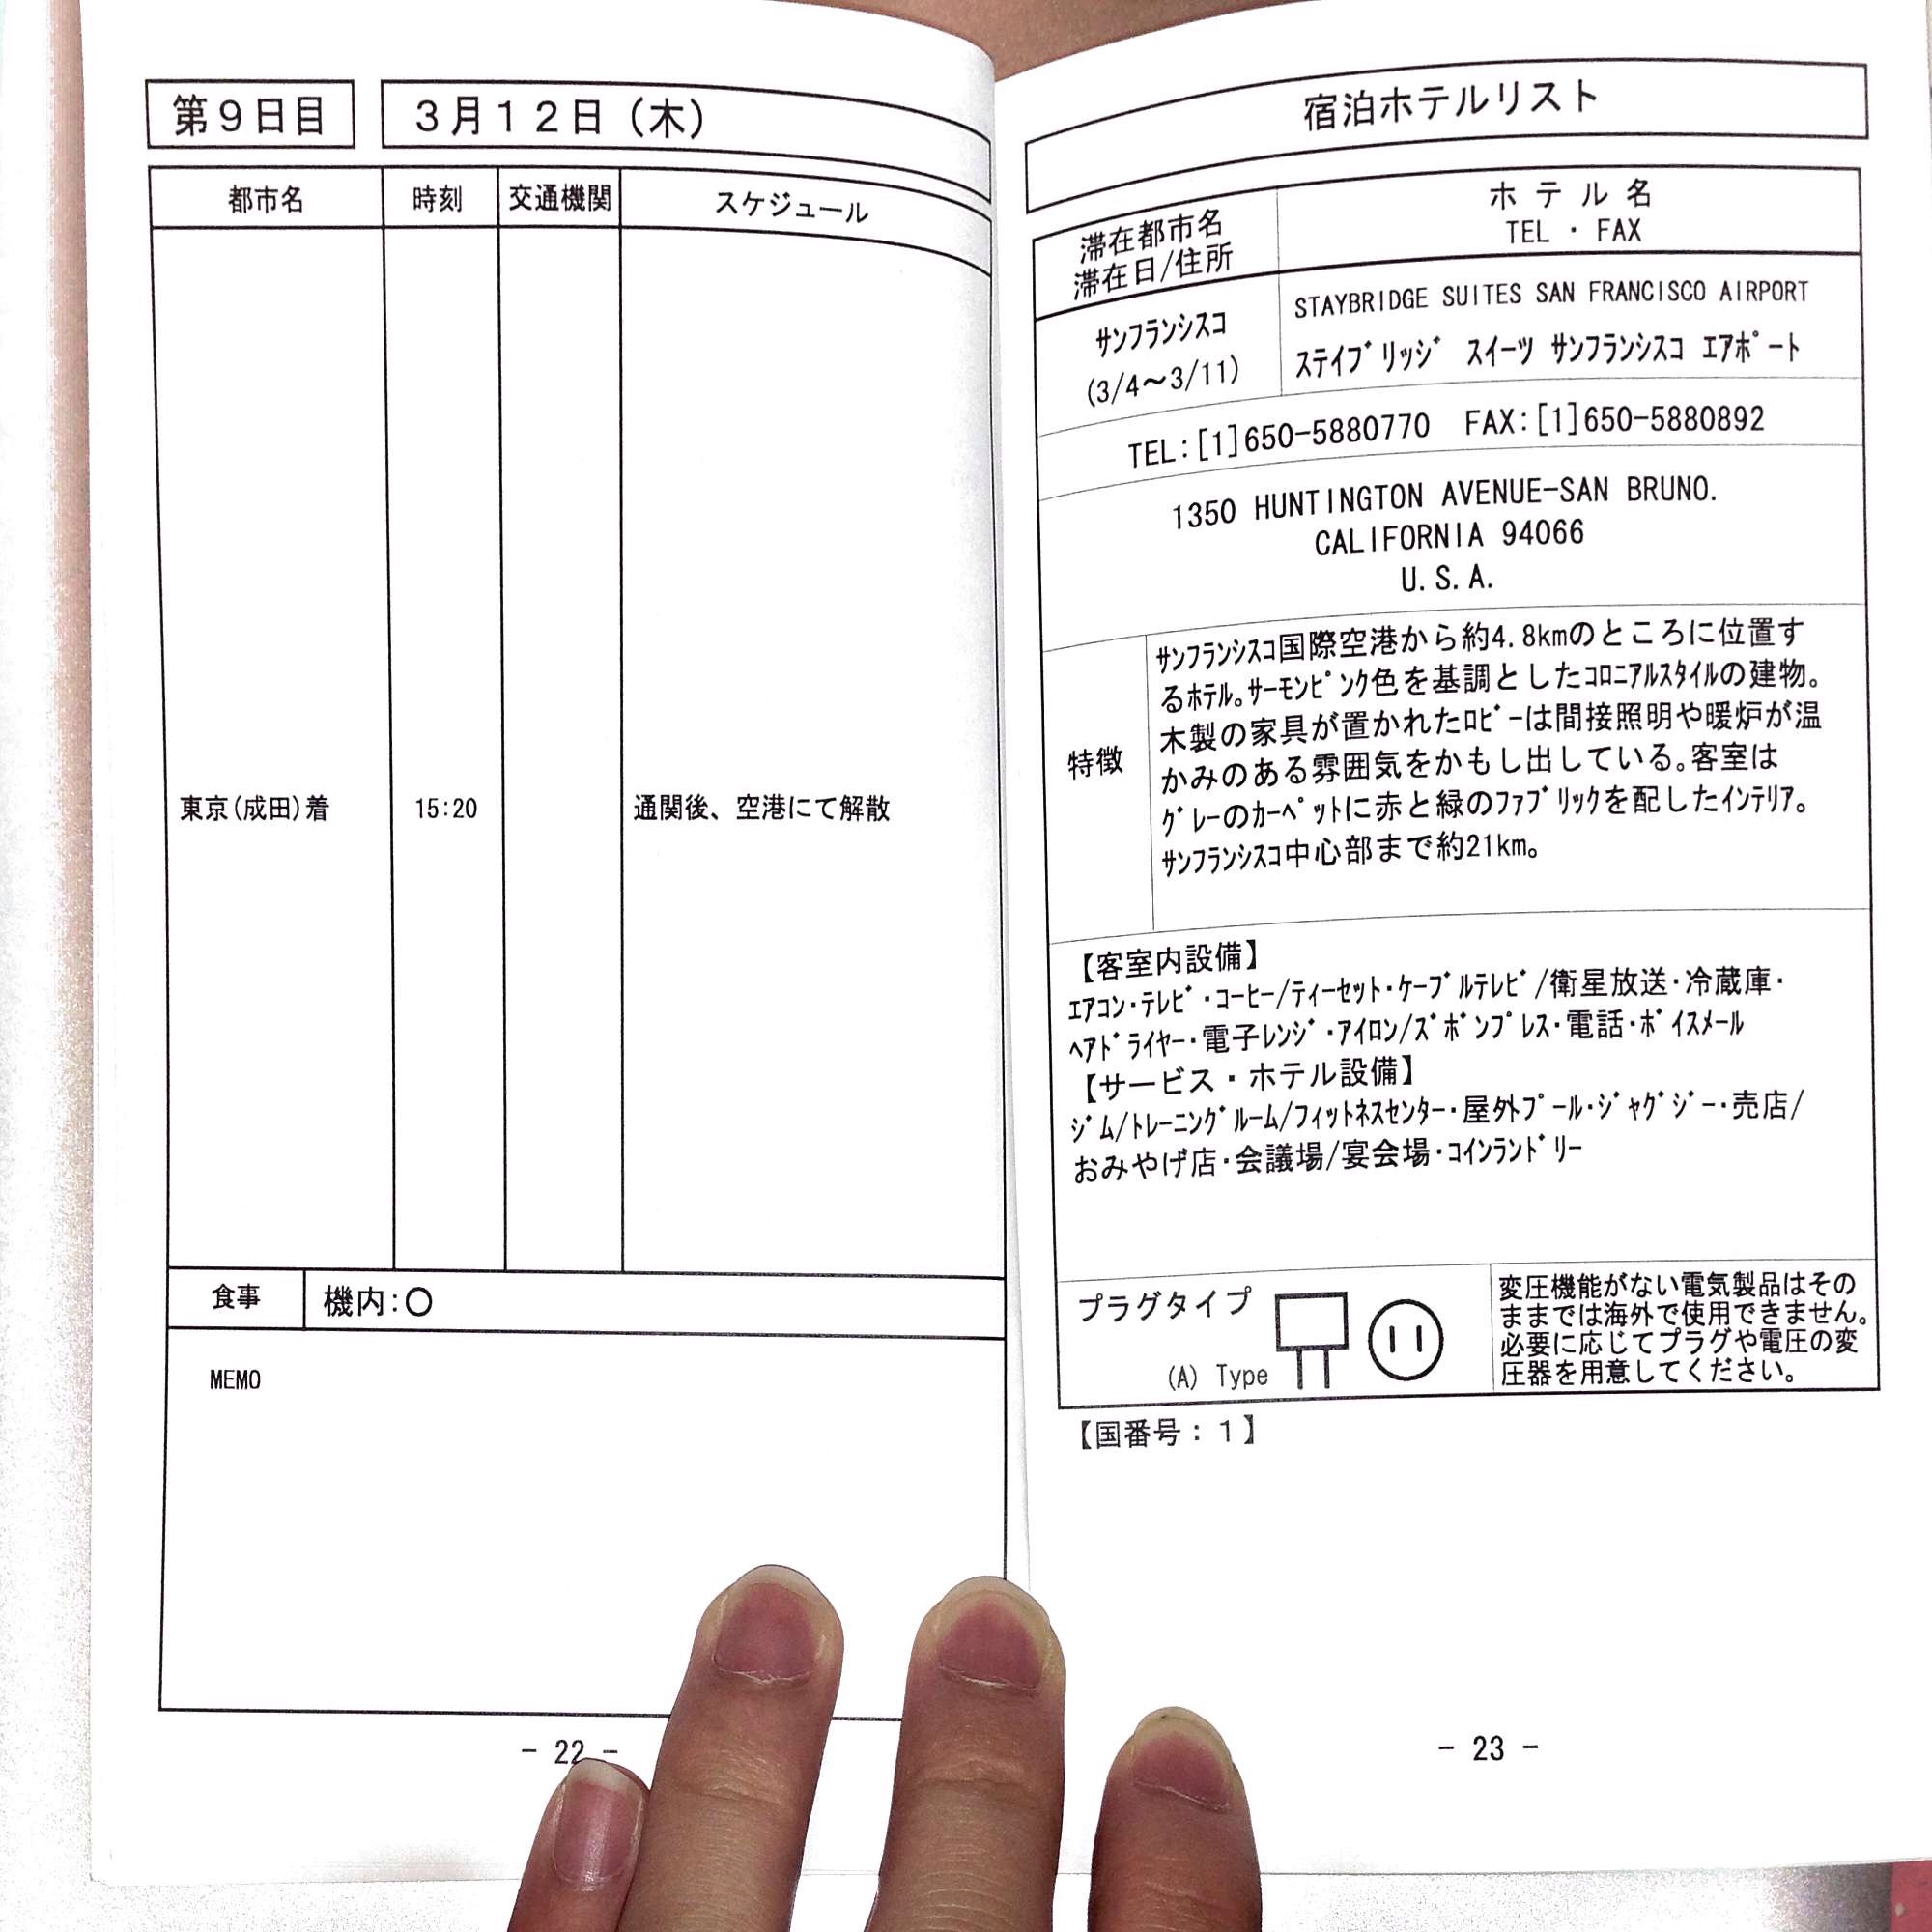 第９日目
３月１２日（木）
都市名 時刻 交通機関 スケジュール
東京(成田)着 15:20 通関後、空港にて解散
食事 機内:〇
MEMO
- 22 -
宿泊ホテルリスト
滞在都市名
滞在日/住所
ホテル名
TEL ・ FAX
ｻﾝﾌﾗﾝｼｽｺ
(3/4〜3/11)
STAYBRIDGE SUITES SAN FRANCISCO AIRPORT
ｽﾃｲﾌﾞﾘｯｼﾞ ｽｲｰﾂ ｻﾝﾌﾗﾝｼｽｺ ｴｱﾎﾟｰﾄ
TEL:[1]650-5880770 FAX:[1]650-5880892
1350 HUNTINGTON AVENUE-SAN BRUNO.
CALIFORNIA 94066
U.S.A.
特徴
ｻﾝﾌﾗﾝｼｽｺ国際空港から約4.8kmのところに位置す
るﾎﾃﾙ｡ｻｰﾓﾝﾋﾟﾝｸ色を基調としたｺﾛﾆｱﾙｽﾀｲﾙの建物。
木製の家具が置かれたﾛﾋﾞｰは間接照明や暖炉が温
かみのある雰囲気をかもし出している｡客室は
ｸﾞﾚｰのｶｰﾍﾟｯﾄに赤と緑のﾌｧﾌﾞﾘｯｸを配したｲﾝﾃﾘｱ。
ｻﾝﾌﾗﾝｼｽｺ中心部まで約21km。
【客室内設備】
ｴｱｺﾝ･ﾃﾚﾋﾞ･ｺｰﾋｰ/ﾃｨｰｾｯﾄ･ｹｰﾌﾞﾙﾃﾚﾋﾞ/衛星放送･冷蔵庫･
ﾍｱﾄﾞﾗｲﾔｰ･電子ﾚﾝｼﾞ･ｱｲﾛﾝ/ｽﾞﾎﾞﾝﾌﾟﾚｽ･電話･ﾎﾞｲｽﾒｰﾙ
【サービス・ホテル設備】
ｼﾞﾑ/ﾄﾚｰﾆﾝｸﾞﾙｰﾑ/ﾌｨｯﾄﾈｽｾﾝﾀｰ･屋外ﾌﾟｰﾙ･ｼﾞｬｸﾞｼﾞｰ･売店/
おみやげ店･会議場/宴会場･ｺｲﾝﾗﾝﾄﾞﾘｰ
プラグタイプ
(A) Type
変圧機能がない電気製品はその
ままでは海外で使用できません。
必要に応じてプラグや電圧の変
圧器を用意してください。
【国番号：１】
- 23 -